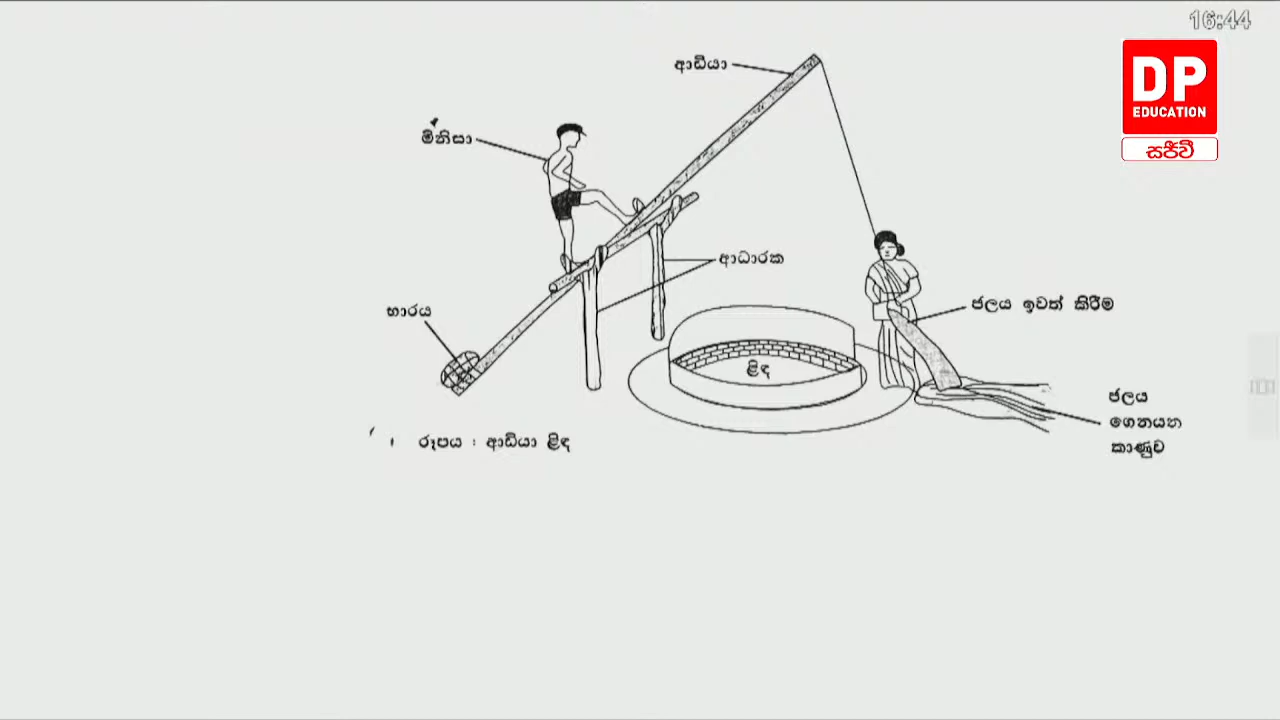 16:44
DP
EDUCATION
සජීවී
ආඩියා
මිනිසා
ආධාරක
භාරය
ජලය ඉවත් කිරීම
ළිඳ
ජලය
ගෙනයන
කාණුව
රූපය : ආඩියා ළිඳ